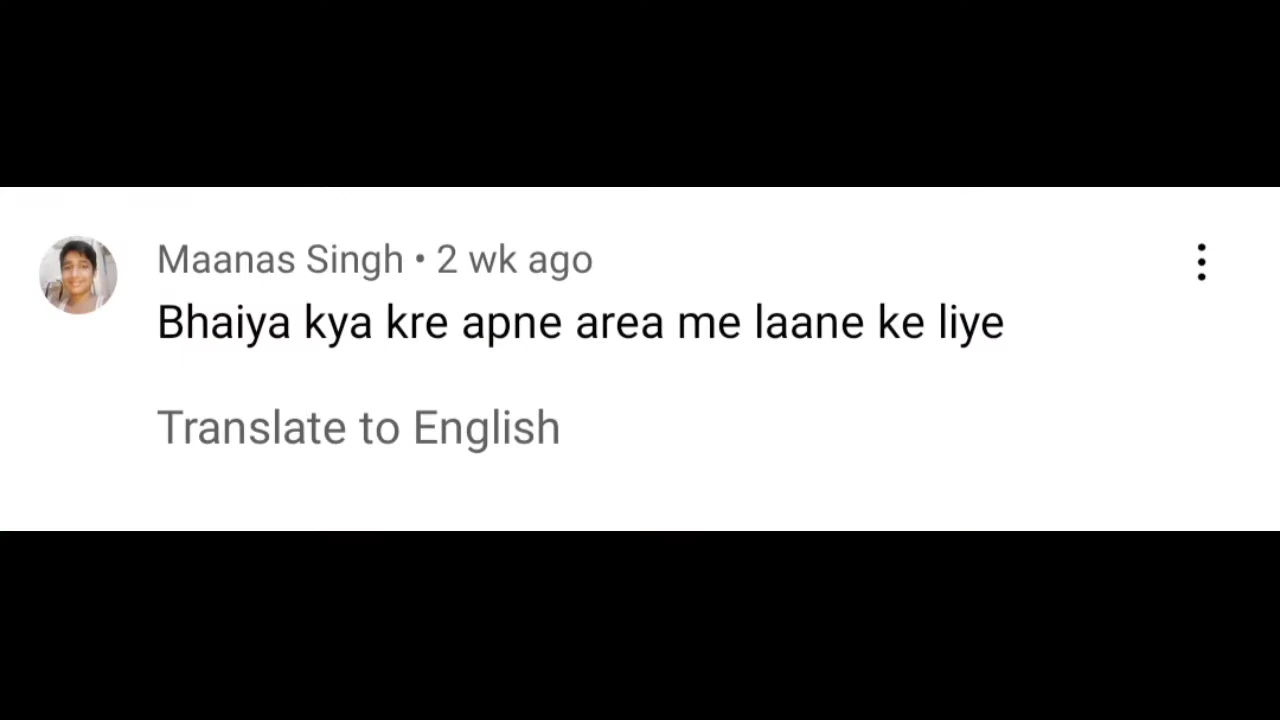 Maanas Singh • 2 wk ago
Bhaiya kya kre apne area me laane ke liye
Translate to English